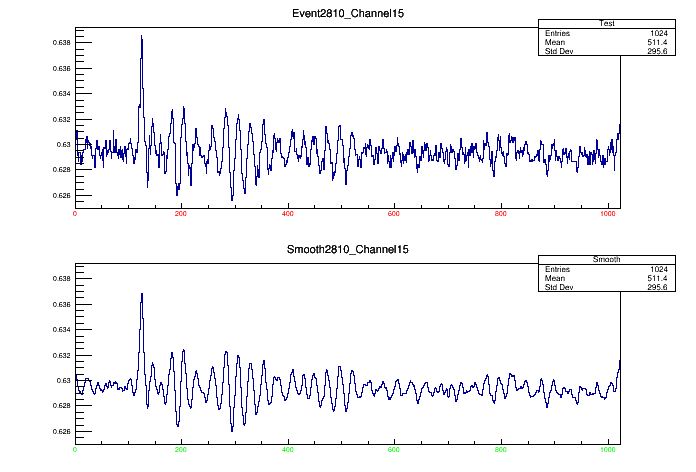 Event2810_Channel15
Test
Entries 1024
Mean 511.4
Std Dev 295.6
0.638
0.636
0.634
0.632
0.63
0.628
0.626
0 200 400 600 800 1000
Smooth2810_Channel15
Smooth
Entries 1024
Mean 511.4
Std Dev 295.6
0.638
0.636
0.634
0.632
0.63
0.628
0.626
0 200 400 600 800 1000